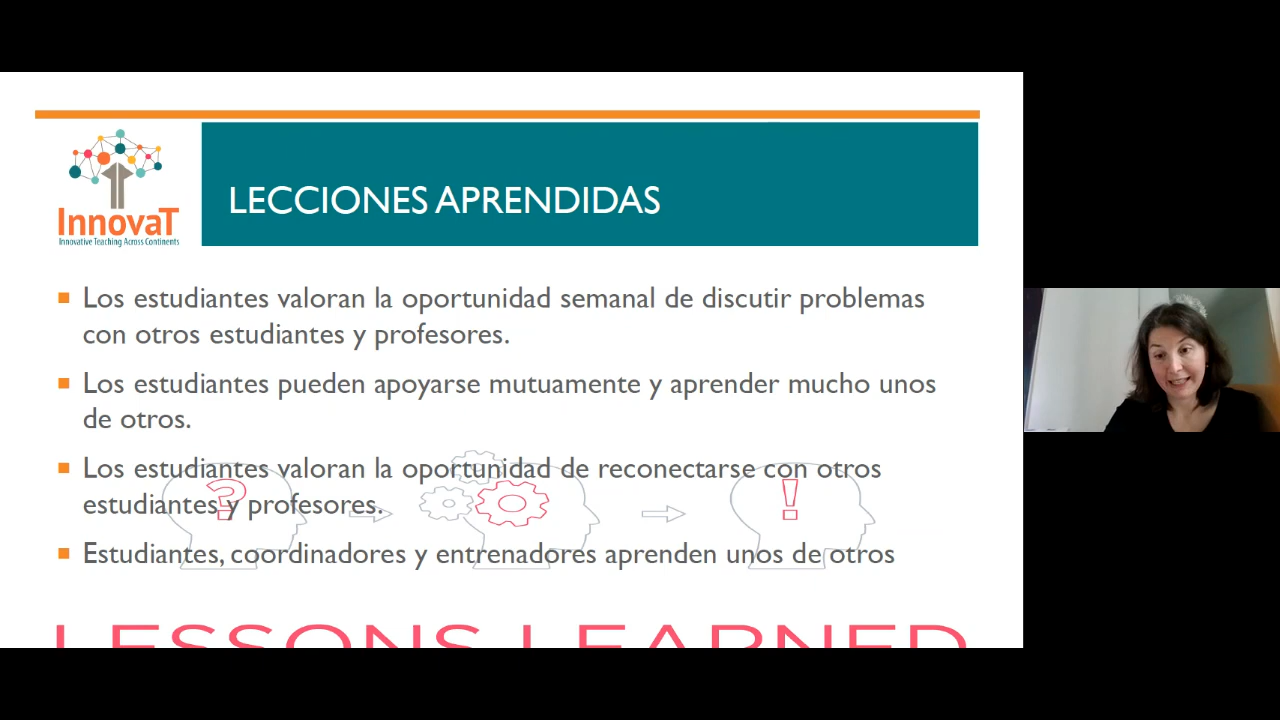 InnovaT
Innovative Teaching Across Continents
LECCIONES APRENDIDAS
Los estudiantes valoran la oportunidad semanal de discutir problemas
con otros estudiantes y profesores.
Los estudiantes pueden apoyarse mutuamente y aprender mucho unos
de otros.
Los estudiantes valoran la oportunidad de reconectarse con otros
estudiantes y profesores.
Estudiantes, coordinadores y entrenadores aprenden unos de otros
?
!
LESSONS LEARNED